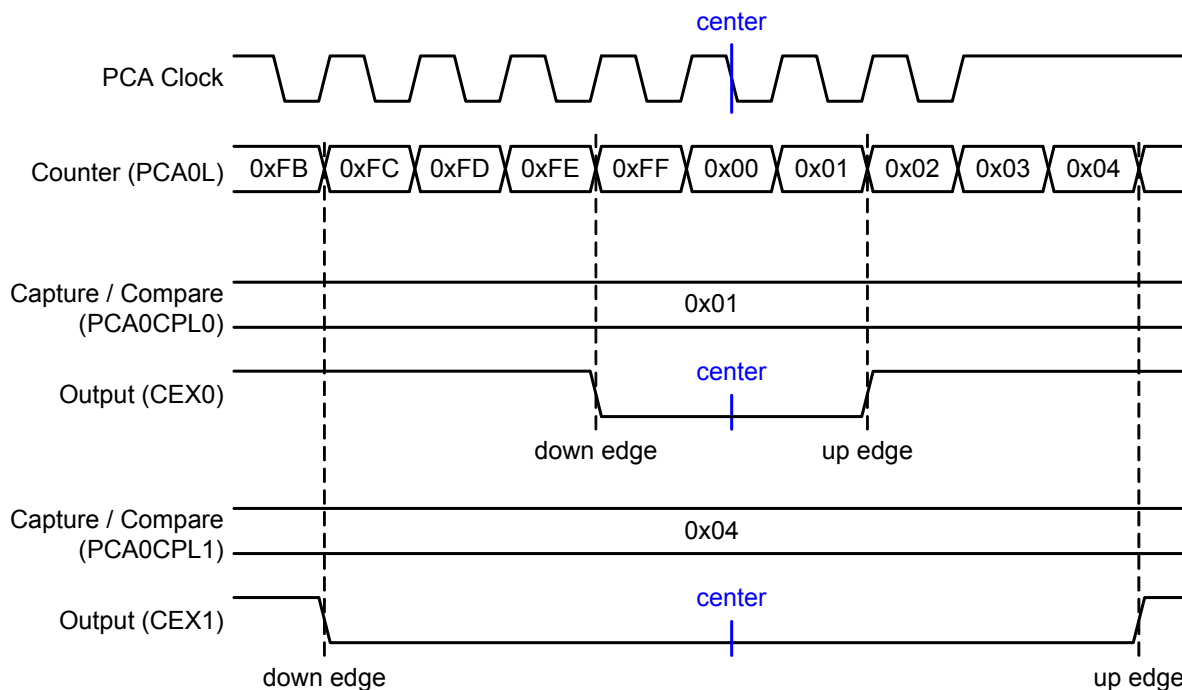 center
PCA Clock
Counter (PCA0L) 0xFB 0xFC 0xFD 0xFE 0xFF 0x00 0x01 0x02 0x03 0x04
Capture / Compare
(PCA0CPL0)
0x01
Output (CEX0)
center
down edge up edge
Capture / Compare
(PCA0CPL1)
0x04
Output (CEX1)
center
down edge up edge